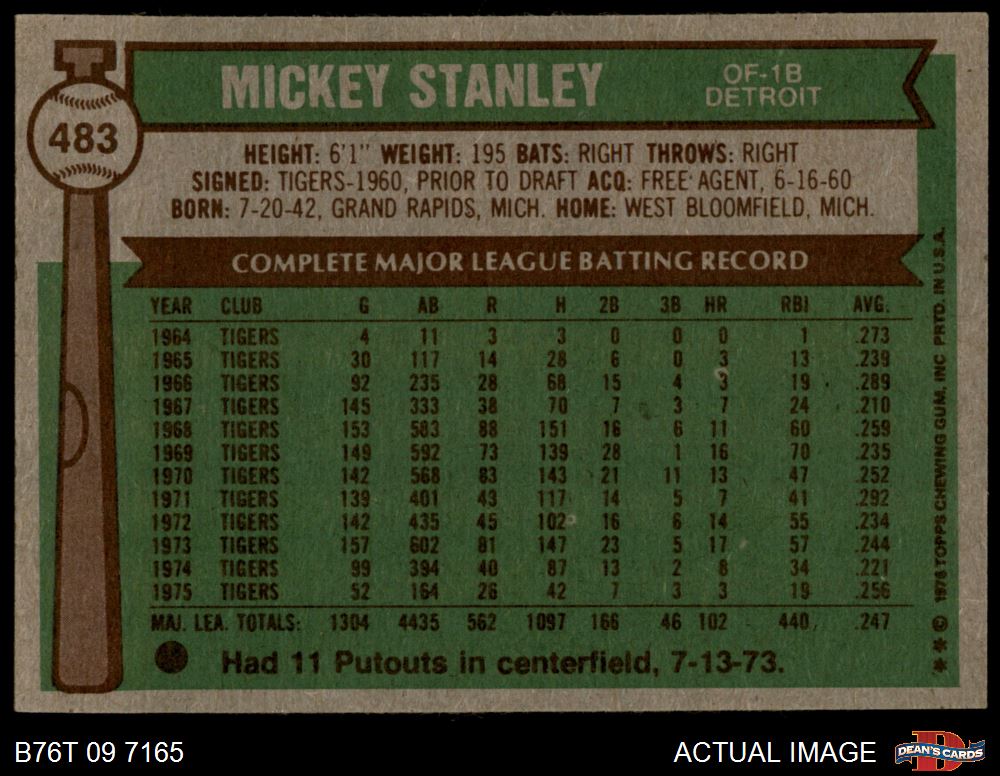 483
MICKEY STANLEY OF-1B
DETROIT
HEIGHT: 6'1" WEIGHT: 195 BATS: RIGHT THROWS: RIGHT
SIGNED: TIGERS-1960, PRIOR TO DRAFT ACQ: FREE AGENT, 6-16-60
BORN: 7-20-42, GRAND RAPIDS, MICH. HOME: WEST BLOOMFIELD, MICH.
COMPLETE MAJOR LEAGUE BATTING RECORD
YEAR CLUB G AB R H 2B 3B HR RBI AVG.
1964 TIGERS 4 11 3 3 0 0 0 1 .273
1965 TIGERS 30 117 14 28 6 0 3 13 .239
1966 TIGERS 92 235 28 68 15 4 3 19 .289
1967 TIGERS 145 333 38 70 7 3 7 24 .210
1968 TIGERS 153 583 88 151 16 6 11 60 .259
1969 TIGERS 149 592 73 139 28 1 16 70 .235
1970 TIGERS 142 568 83 143 21 11 13 47 .252
1971 TIGERS 139 401 43 117 14 5 7 41 .292
1972 TIGERS 142 435 45 102 16 6 14 55 .234
1973 TIGERS 157 602 81 147 23 5 17 57 .244
1974 TIGERS 99 394 40 87 13 2 8 34 .221
1975 TIGERS 52 164 26 42 7 3 3 19 .256
MAJ. LEA. TOTALS: 1304 4435 562 1097 166 46 102 440 .247
Had 11 Putouts in centerfield, 7-13-73.
** © 1976 TOPPS CHEWING GUM, INC PRTD. IN U.S.A.
B76T 09 7165 ACTUAL IMAGE DEAN'S CARDS